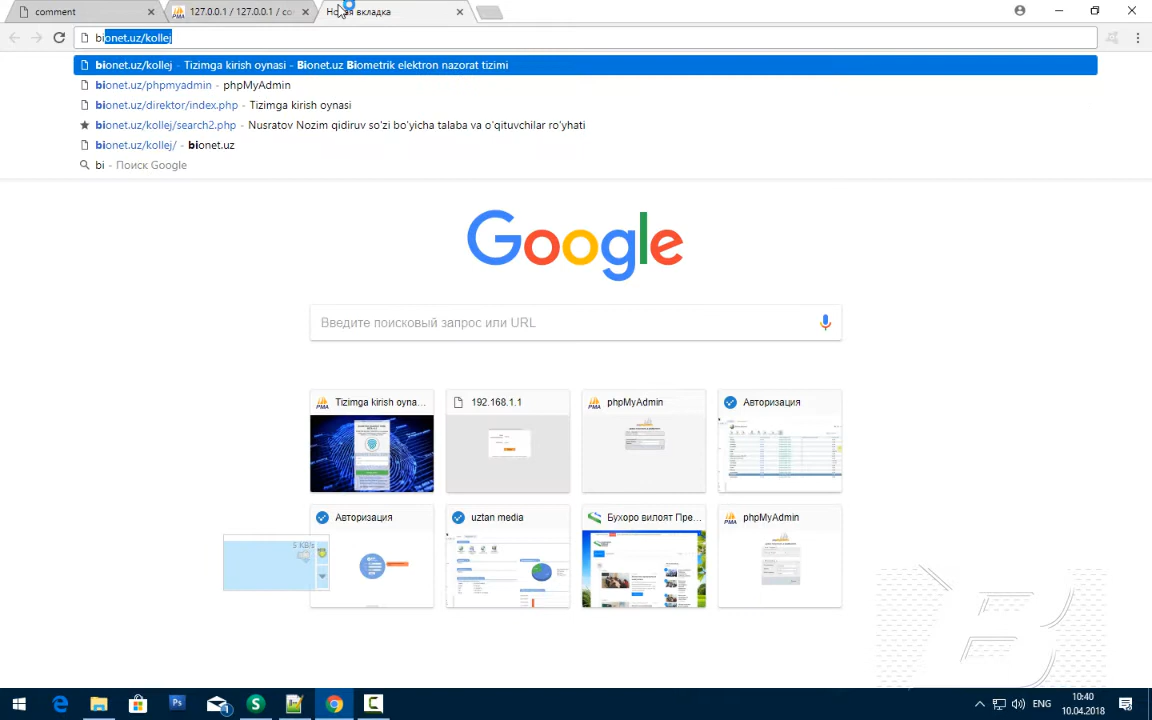 comment
127.0.0.1 / 127.0.0.1 / co
Новая вкладка
bionet.uz/kollej
bionet.uz/kollej - Tizimga kirish oynasi - Bionet.uz Biometrik elektron nazorat tizimi
bionet.uz/phpmyadmin - phpMyAdmin
bionet.uz/direktor/index.php - Tizimga kirish oynasi
bionet.uz/kollej/search2.php - Nusratov Nozim qidiruv so'zi bo'yicha talaba va o'qituvchilar ro'yhati
bionet.uz/kollej/ - bionet.uz
bi - Поиск Google
Google
Введите поисковый запрос или URL
Tizimga kirish oyna...
192.168.1.1
phpMyAdmin
Авторизация
Авторизация
uztan media
Бухоро вилоят Пре...
phpMyAdmin
5 KB/s
ENG
10:40
10.04.2018